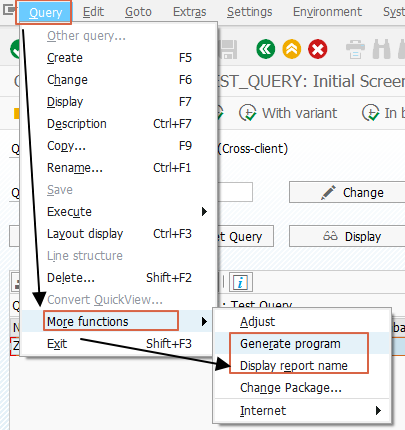 Query Edit Goto Extras Settings Environment System
Other query...
Create F5
Change F6
EST_QUERY: Initial Screen
Display F7
Description Ctrl+F7
With variant In b
Copy... F9
(Cross-client)
Rename... Ctrl+F1
Save
Change
Execute
Layout display Ctrl+F3
et Query
Display
Line structure
Delete... Shift+F2
Convert QuickView...
: Test Query
More functions
Exit Shift+F3
Adjust
Generate program
Display report name
Change Package...
Internet